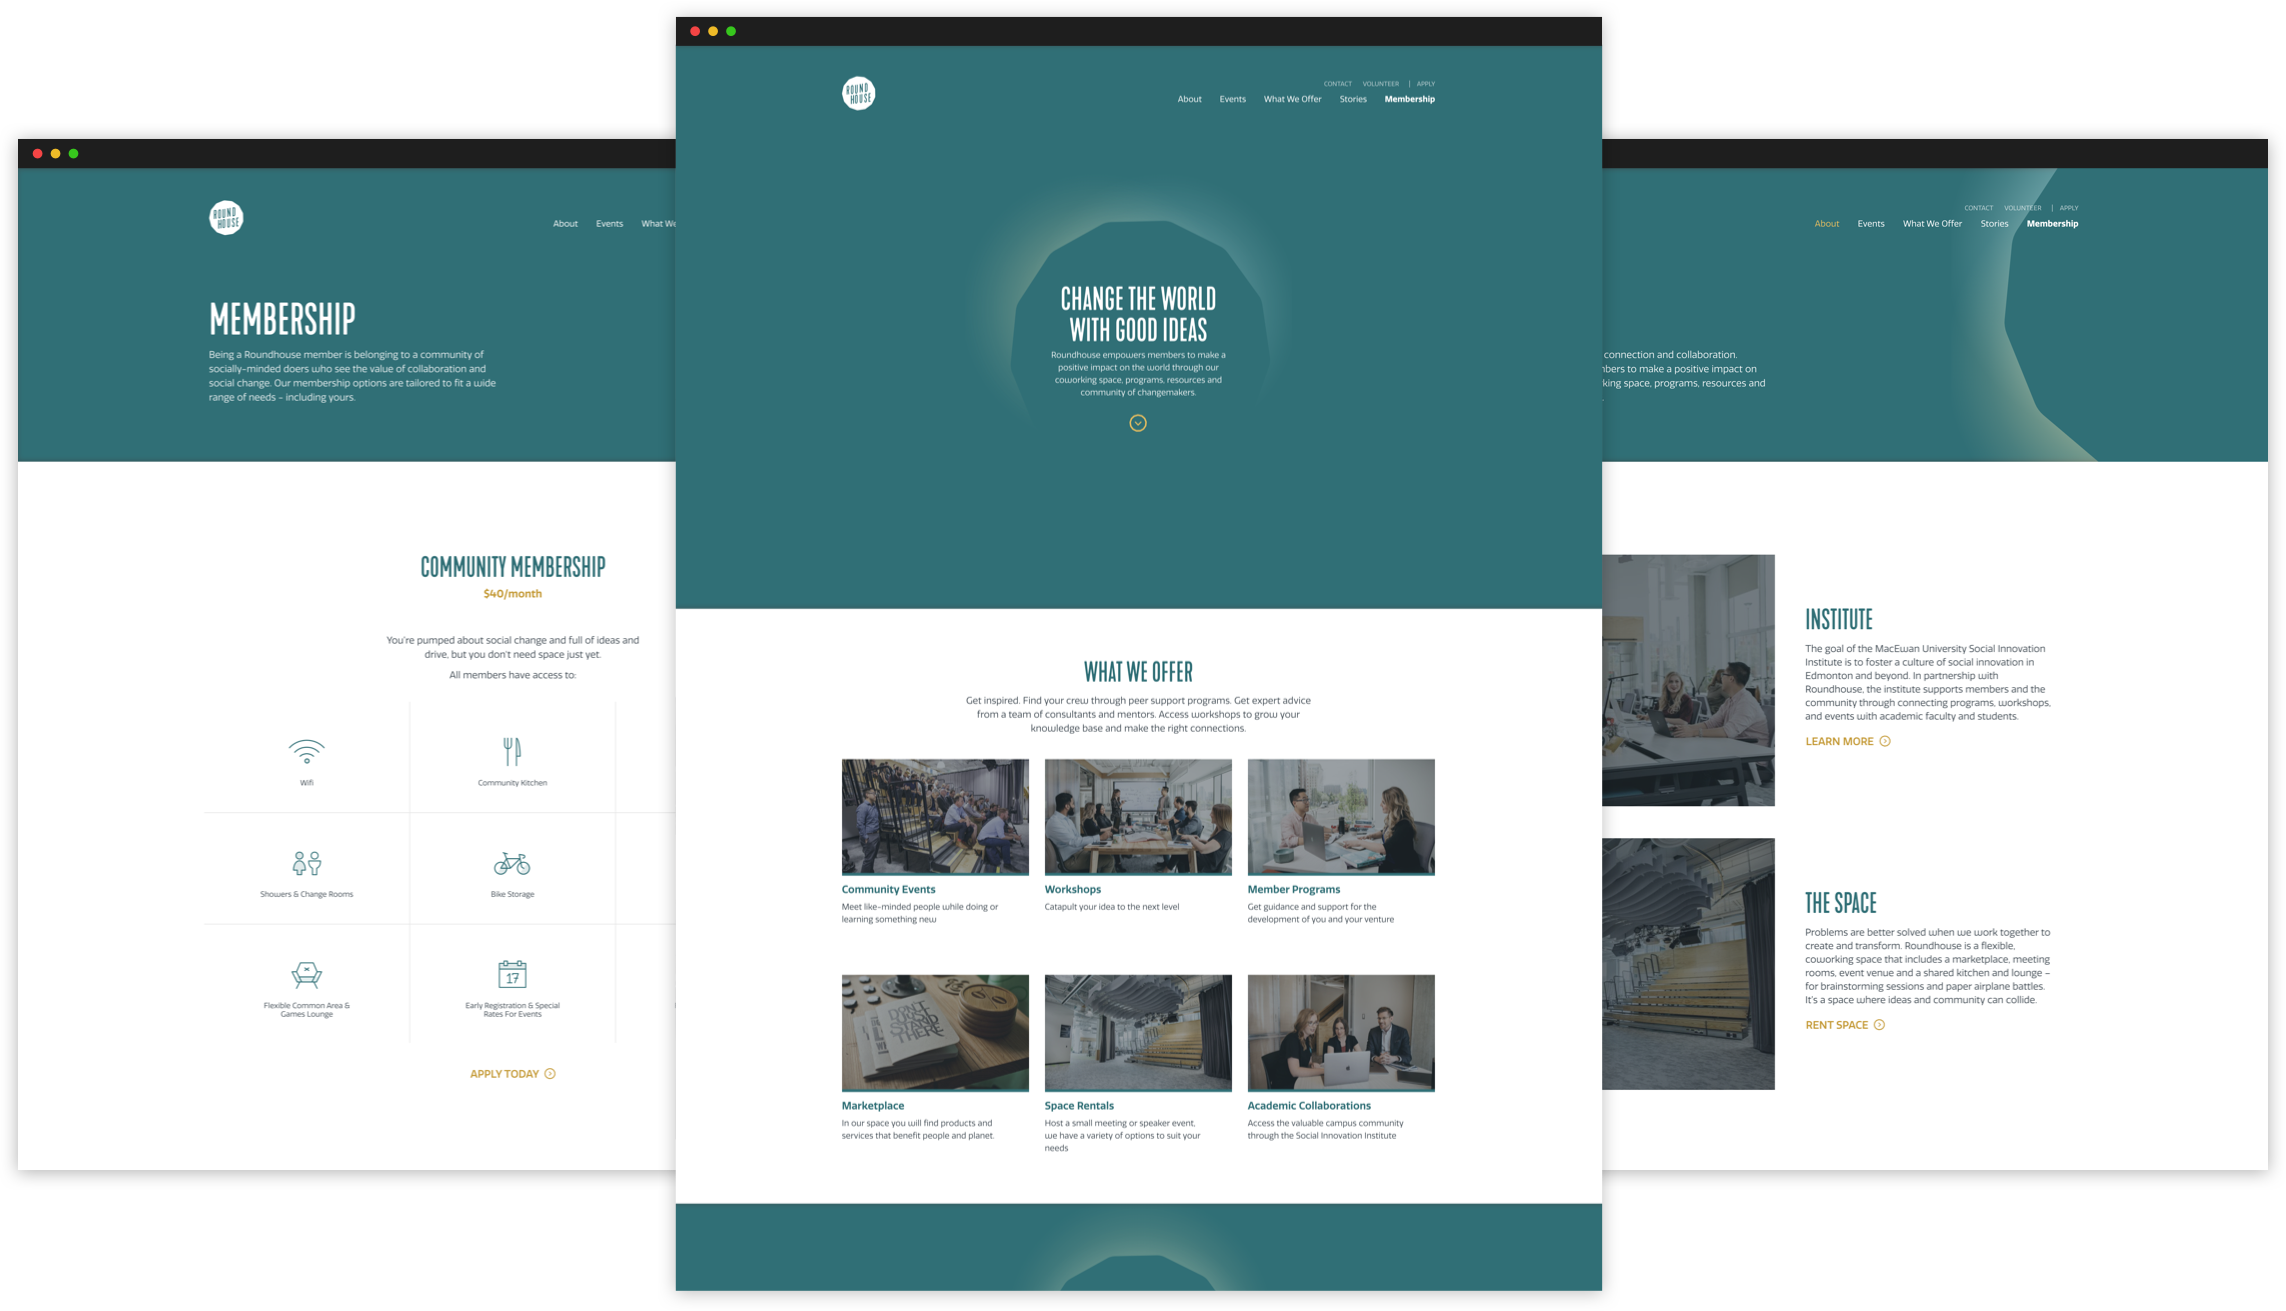 ROUND
HOUSE
About Events What We
MEMBERSHIP
Being a Roundhouse member is belonging to a community of
socially-minded doers who see the value of collaboration and
social change. Our membership options are tailored to fit a wide
range of needs – including yours.
COMMUNITY MEMBERSHIP
$40/month
You're pumped about social change and full of ideas and
drive, but you don't need space just yet.
All members have access to:
Wifi
Community Kitchen
Showers & Change Rooms
Bike Storage
Flexible Common Area &
Games Lounge
17
Early Registration & Special
Rates For Events
APPLY TODAY
ROUND
HOUSE
CONTACT VOLUNTEER | APPLY
About Events What We Offer Stories Membership
CHANGE THE WORLD
WITH GOOD IDEAS
Roundhouse empowers members to make a
positive impact on the world through our
coworking space, programs, resources and
community of changemakers.
WHAT WE OFFER
Get inspired. Find your crew through peer support programs. Get expert advice
from a team of consultants and mentors. Access workshops to grow your
knowledge base and make the right connections.
Community Events
Meet like-minded people while doing or
learning something new
Workshops
Catapult your idea to the next level
Member Programs
Get guidance and support for the
development of you and your venture
DON'T
JUST STAND
THERE
Marketplace
In our space you will find products and
services that benefit people and planet.
Space Rentals
Host a small meeting or speaker event,
we have a variety of options to suit your
needs
Academic Collaborations
Access the valuable campus community
through the Social Innovation Institute
CONTACT VOLUNTEER | APPLY
About Events What We Offer Stories Membership
connection and collaboration.
bers to make a positive impact on
king space, programs, resources and
INSTITUTE
The goal of the MacEwan University Social Innovation
Institute is to foster a culture of social innovation in
Edmonton and beyond. In partnership with
Roundhouse, the institute supports members and the
community through connecting programs, workshops,
and events with academic faculty and students.
LEARN MORE
THE SPACE
Problems are better solved when we work together to
create and transform. Roundhouse is a flexible,
coworking space that includes a marketplace, meeting
rooms, event venue and a shared kitchen and lounge –
for brainstorming sessions and paper airplane battles.
It's a space where ideas and community can collide.
RENT SPACE